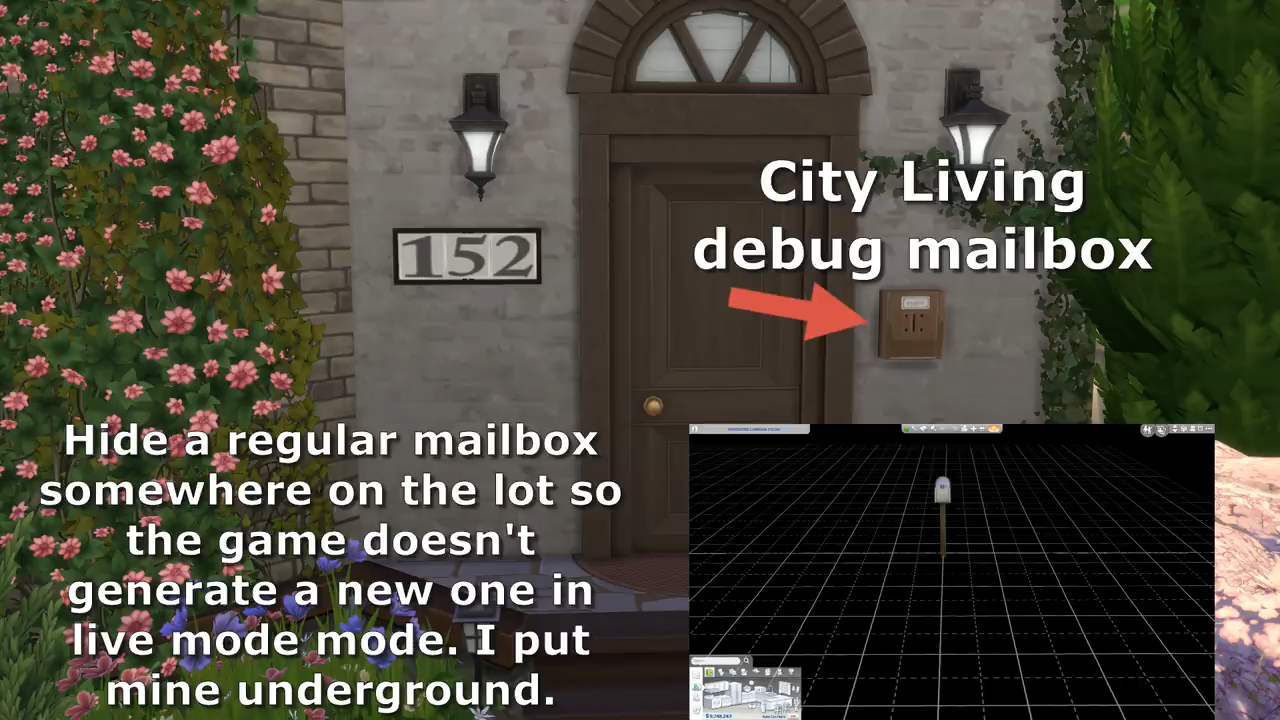 City Living
debug mailbox
152
Hide a regular mailbox
somewhere on the lot so
the game doesn't
generate a new one in
live mode mode. I put
mine underground.